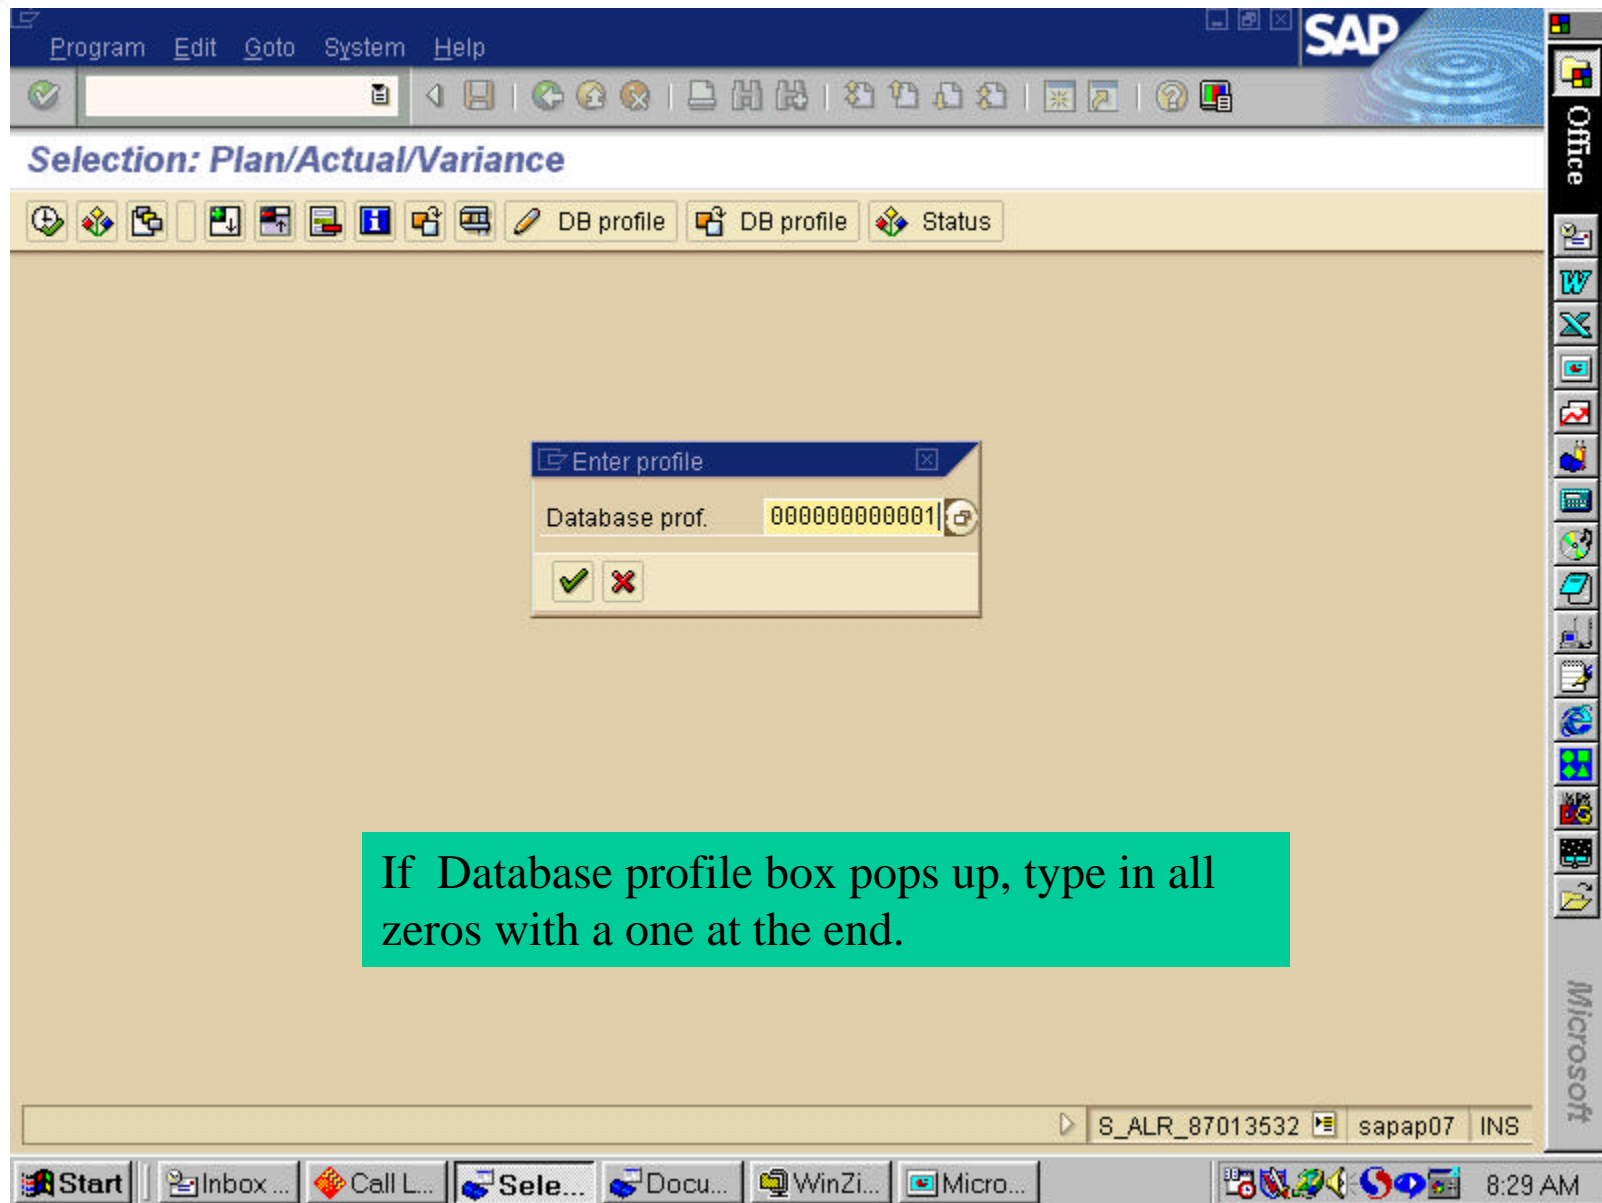 Program Edit Goto System Help
SAP
Selection: Plan/Actual/Variance
DB profile DB profile Status
Enter profile
Database prof. 000000000001
If Database profile box pops up, type in all
zeros with a one at the end.
S_ALR_87013532 sapap07 INS
Start Inbox ... Call L... Sele... Docu... WinZi... Micro... 8:29 AM
Office
Microsoft